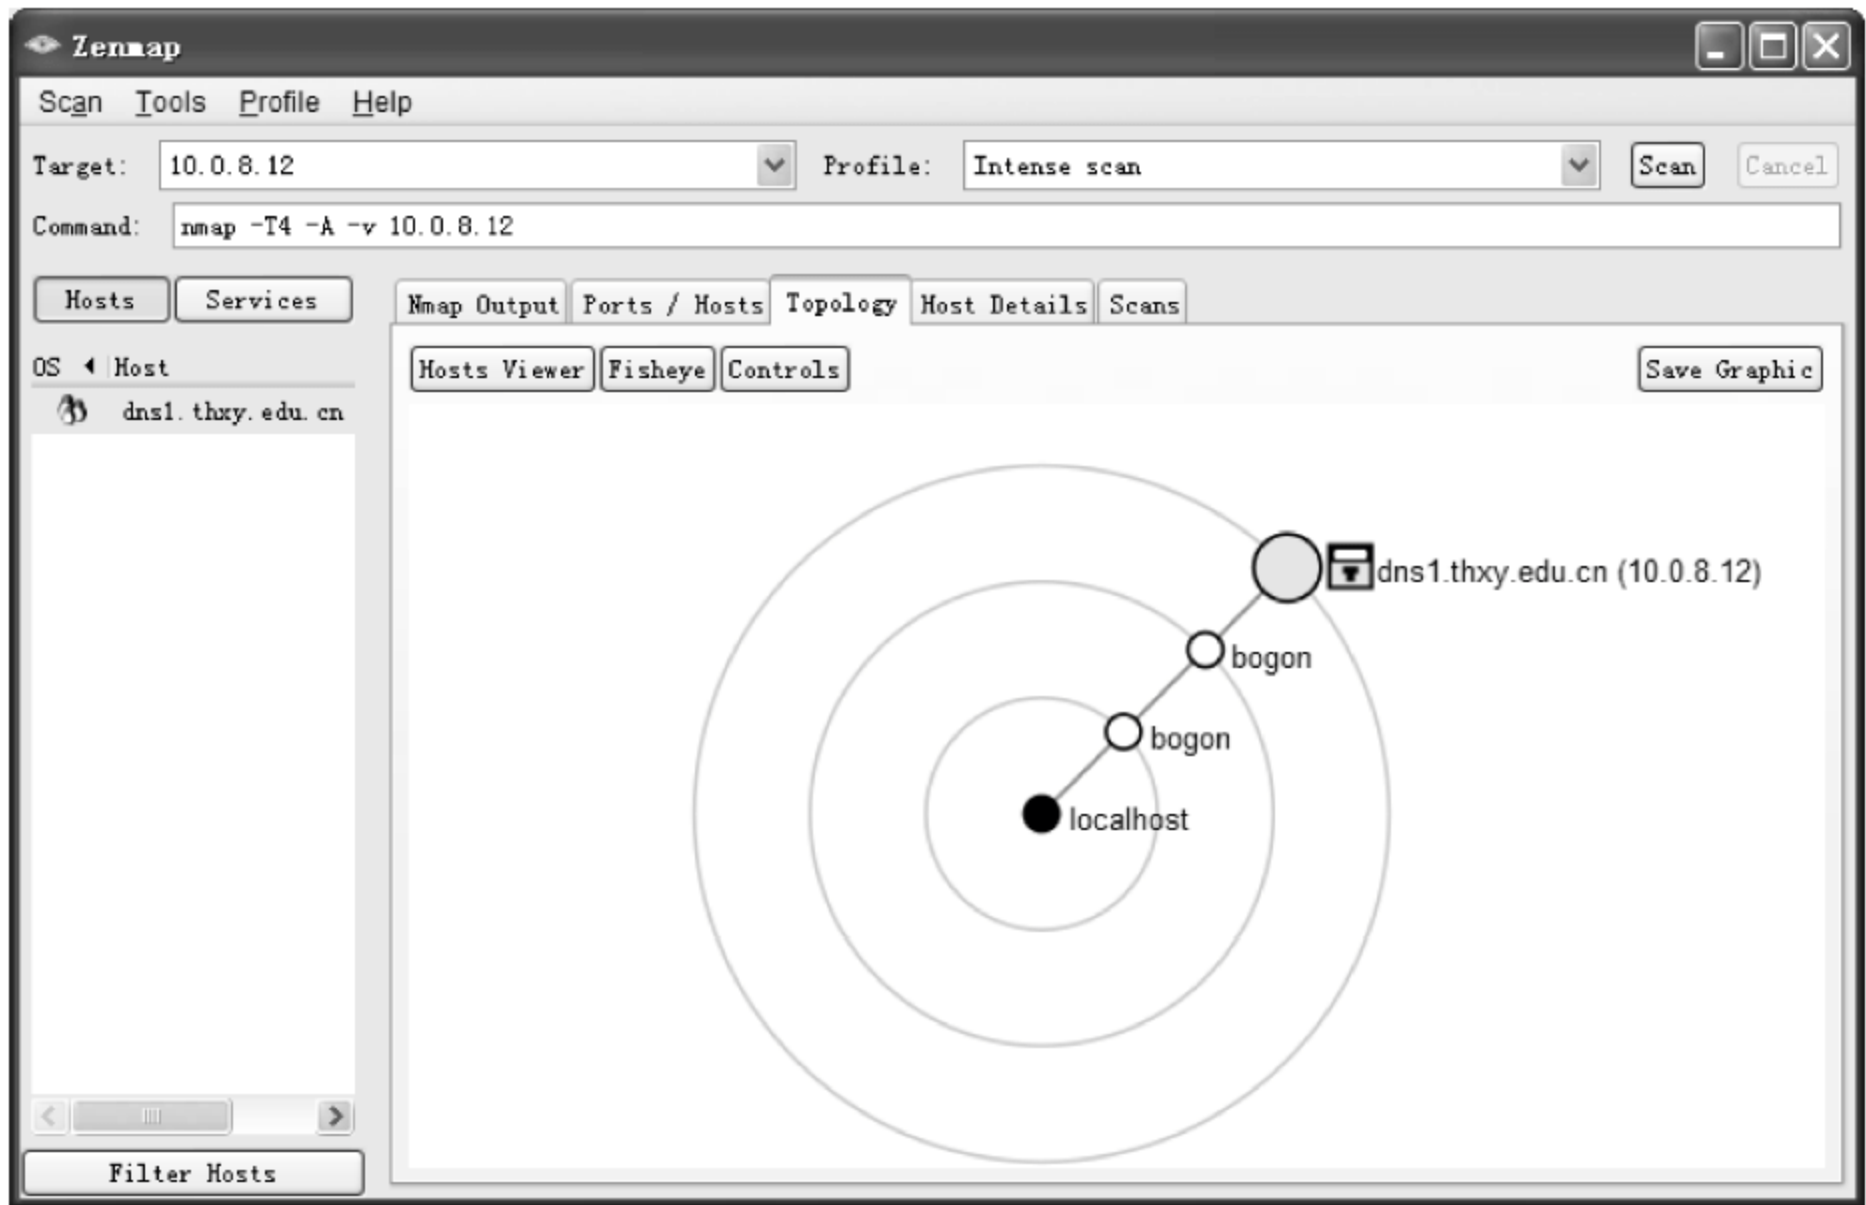 Zenmap
Scan Tools Profile Help
Target: 10.0.8.12 Profile: Intense scan Scan Cancel
Command: nmap -T4 -A -v 10.0.8.12
Hosts Services
Nmap Output Ports / Hosts Topology Host Details Scans
OS Host
dns1.thxy.edu.cn
Hosts Viewer Fisheye Controls Save Graphic
dns1.thxy.edu.cn (10.0.8.12)
bogon
bogon
localhost
Filter Hosts